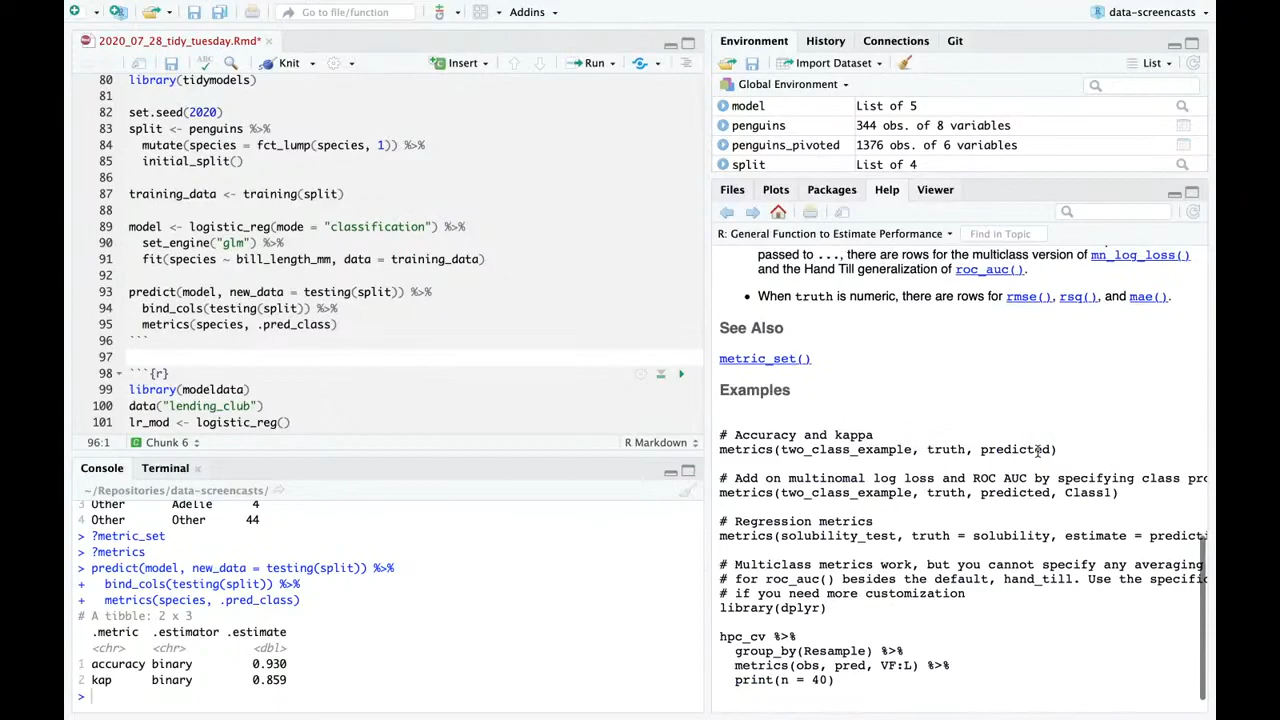 Go to file/function
Addins
data-screencasts
2020_07_28_tidy_tuesday.Rmd*
ABC
Knit
Insert
Run
80 library(tidymodels)
81
82 set.seed(2020)
83 split <- penguins %>%
84 mutate(species = fct_lump(species, 1)) %>%
85 initial_split()
86
87 training_data <- training(split)
88
89 model <- logistic_reg(mode = "classification") %>%
90 set_engine("glm") %>%
91 fit(species ~ bill_length_mm, data = training_data)
92
93 predict(model, new_data = testing(split)) %>%
94 bind_cols(testing(split)) %>%
95 metrics(species, .pred_class)
96 ```
97
98 ```{r}
99 library(modeldata)
100 data("lending_club")
101 lr_mod <- logistic_reg()
96:1 Chunk 6 R Markdown
Console Terminal
~/Repositories/data-screencasts/
3 Other Adelie 4
4 Other Other 44
> ?metric_set
> ?metrics
> predict(model, new_data = testing(split)) %>%
+ bind_cols(testing(split)) %>%
+ metrics(species, .pred_class)
# A tibble: 2 x 3
.metric .estimator .estimate
<chr> <chr> <dbl>
1 accuracy binary 0.930
2 kap binary 0.859
>
Environment History Connections Git
Import Dataset List
Global Environment
model List of 5
penguins 344 obs. of 8 variables
penguins_pivoted 1376 obs. of 6 variables
split List of 4
Files Plots Packages Help Viewer
R: General Function to Estimate Performance Find in Topic
passed to ..., there are rows for the multiclass version of mn_log_loss()
and the Hand Till generalization of roc_auc().
• When truth is numeric, there are rows for rmse(), rsq(), and mae().
See Also
metric_set()
Examples
# Accuracy and kappa
metrics(two_class_example, truth, predicted)
# Add on multinomal log loss and ROC AUC by specifying class pro
metrics(two_class_example, truth, predicted, Class1)
# Regression metrics
metrics(solubility_test, truth = solubility, estimate = predicti
# Multiclass metrics work, but you cannot specify any averaging
# for roc_auc() besides the default, hand_till. Use the specific
# if you need more customization
library(dplyr)
hpc_cv %>%
group_by(Resample) %>%
metrics(obs, pred, VF:L) %>%
print(n = 40)